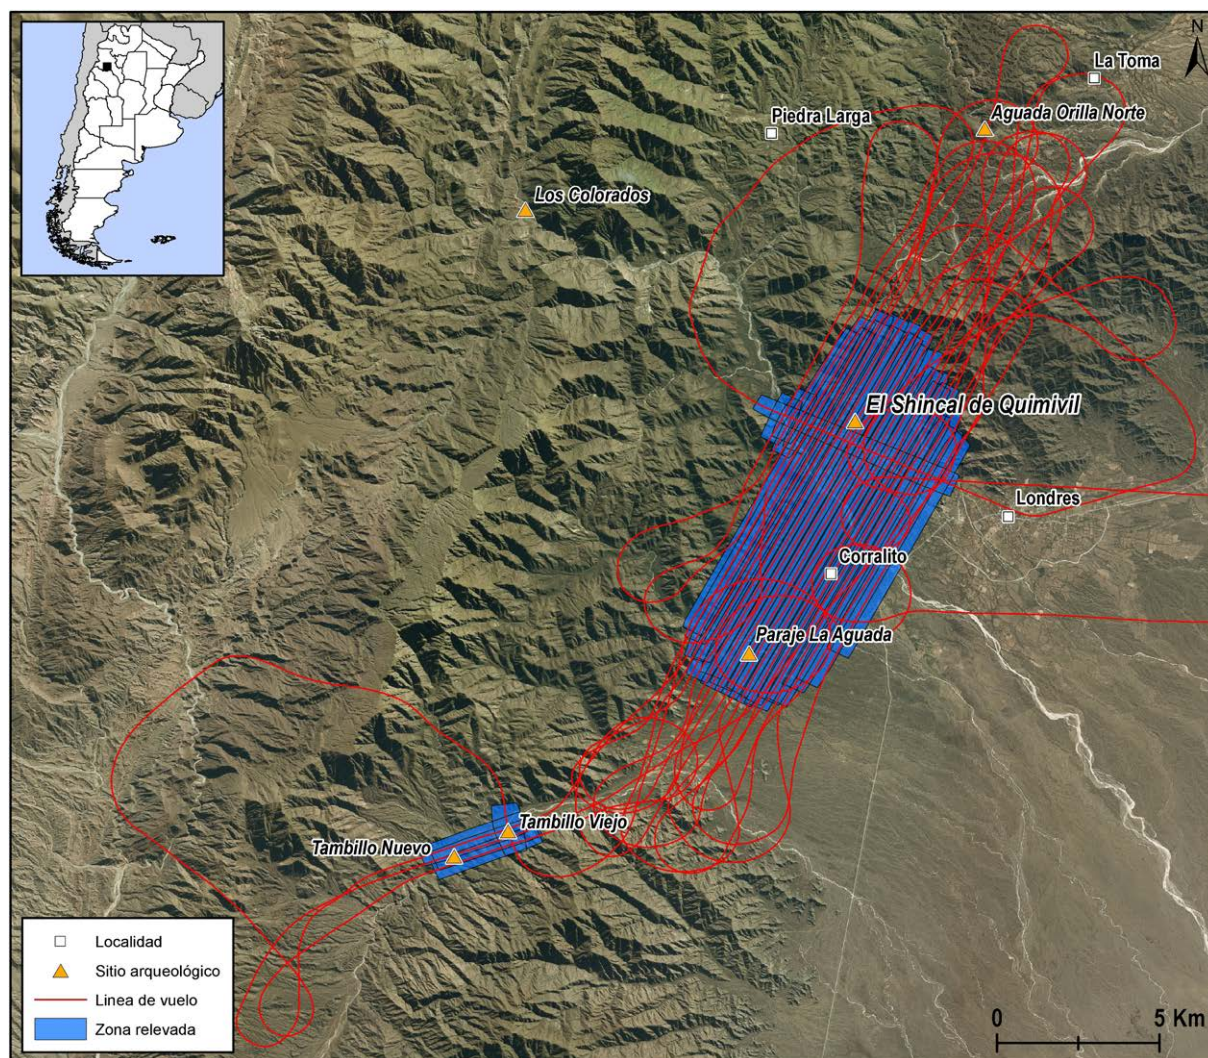 N
La Toma
Piedra Larga
Aguada Orilla Norte
Los Colorados
El Shincal de Quimivil
Londres
Corralito
Paraje La Aguada
Tambillo Viejo
Tambillo Nuevo
Localidad
Sitio arqueológico
Linea de vuelo
Zona relevada
0 5 Km